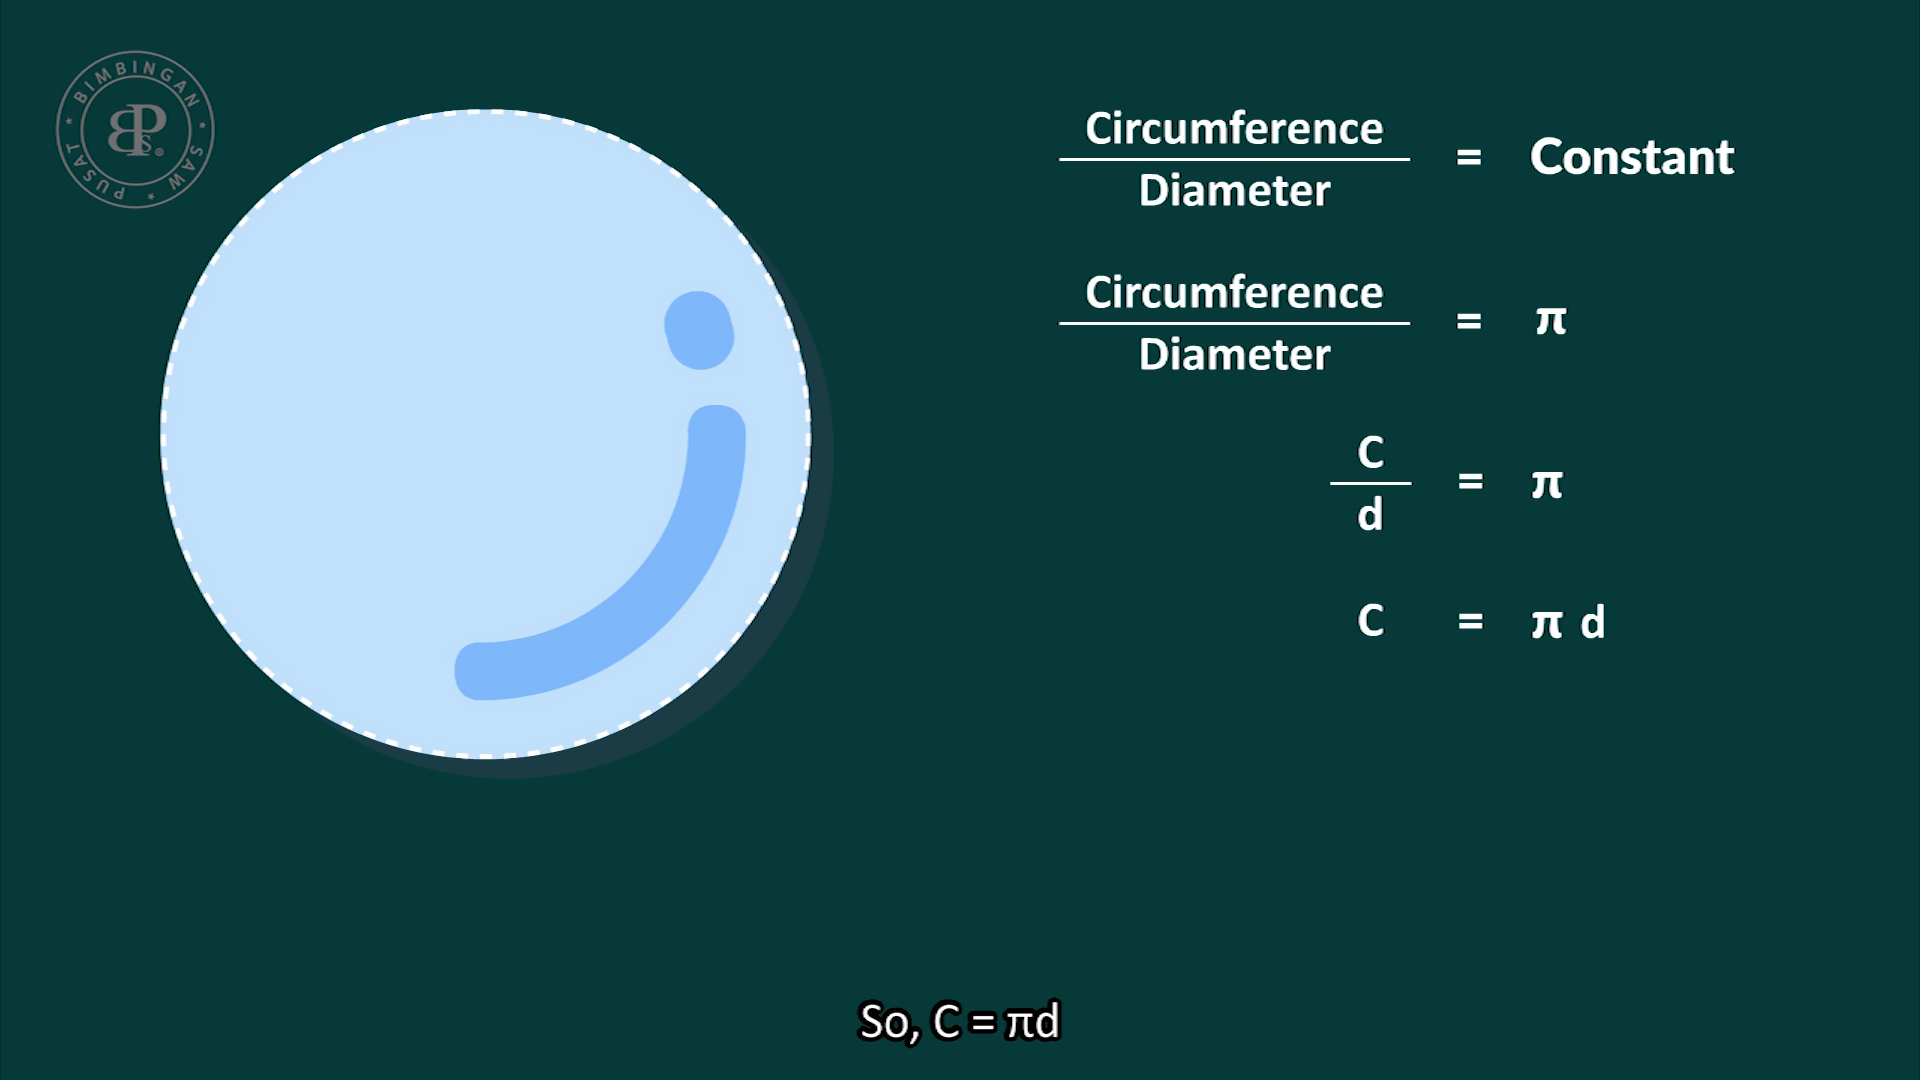 PUSAT * BIMBINGAN * SAW *
BPS®
Circumference
Diameter
= Constant
Circumference
Diameter
= π
C
d
= π
C = π d
So, C = πd